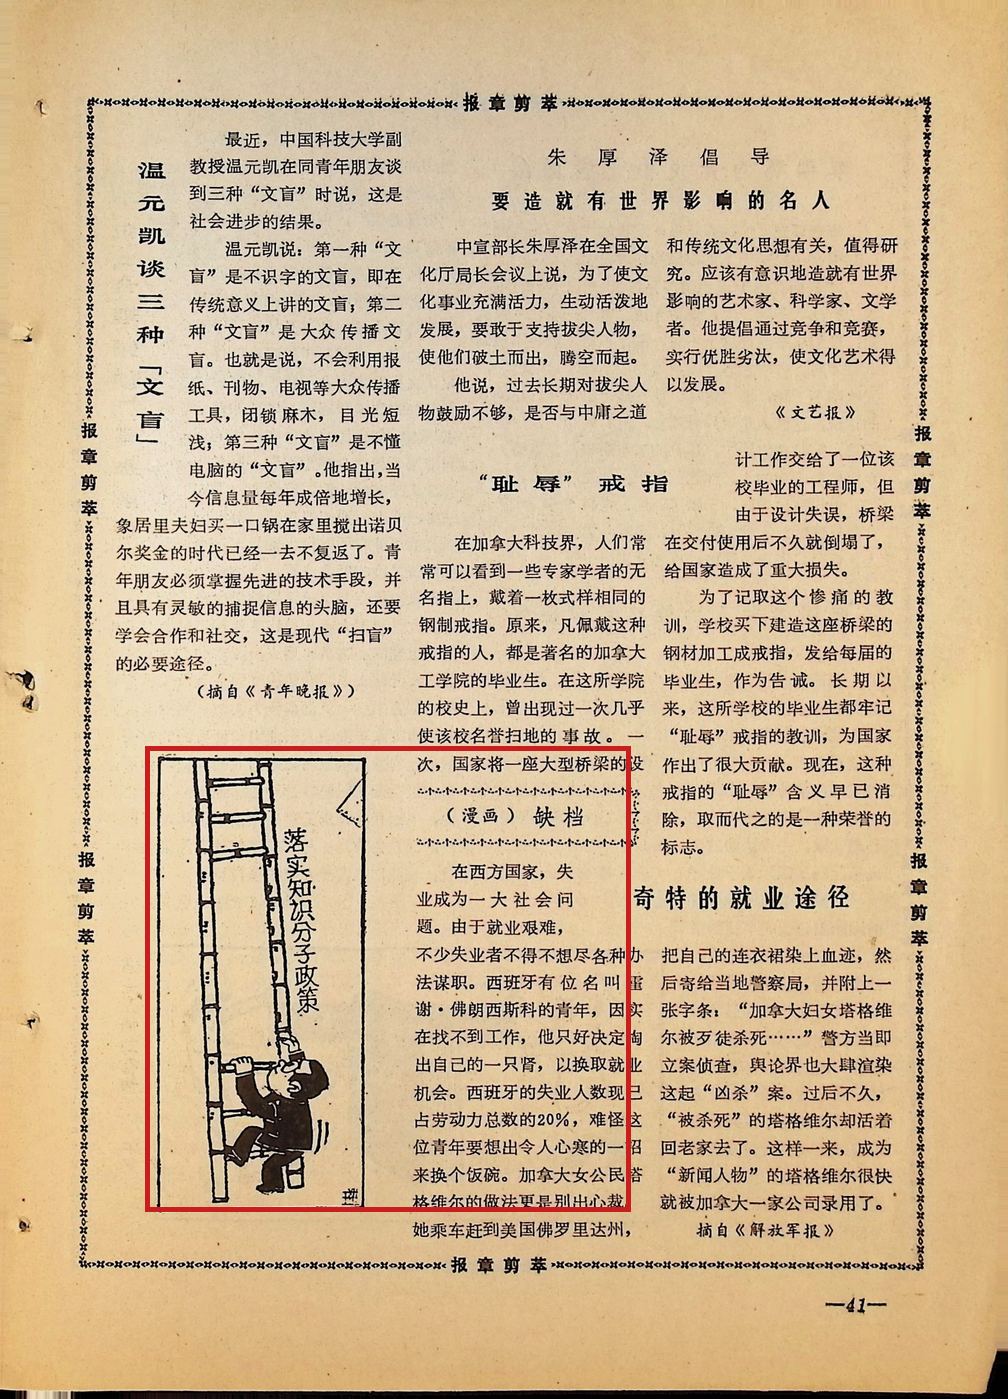 报章剪萃
温元凯谈三种「文盲」
最近，中国科技大学副
教授温元凯在同青年朋友谈
到三种“文盲”时说，这是
社会进步的结果。
温元凯说：第一种“文
盲”是不识字的文盲，即在
传统意义上讲的文盲；第二
种“文盲”是大众传播文
盲。也就是说，不会利用报
纸、刊物、电视等大众传播
工具，闭锁麻木，目光短
浅；第三种“文盲”是不懂
电脑的“文盲”。他指出，当
今信息量每年成倍地增长，
象居里夫妇买一口锅在家里搅出诺贝
尔奖金的时代已经一去不复返了。青
年朋友必须掌握先进的技术手段，并
且具有灵敏的捕捉信息的头脑，还要
学会合作和社交，这是现代“扫盲”
的必要途径。
（摘自《青年晚报》）
朱厚泽倡导
要造就有世界影响的名人
中宣部长朱厚泽在全国文
化厅局长会议上说，为了使文
化事业充满活力，生动活泼地
发展，要敢于支持拔尖人物，
使他们破土而出，腾空而起。
他说，过去长期对拔尖人
物鼓励不够，是否与中庸之道
和传统文化思想有关，值得研
究。应该有意识地造就有世界
影响的艺术家、科学家、文学
者。他提倡通过竞争和竞赛，
实行优胜劣汰，使文化艺术得
以发展。
《文艺报》
“耻辱”戒指
在加拿大科技界，人们常
常可以看到一些专家学者的无
名指上，戴着一枚式样相同的
钢制戒指。原来，凡佩戴这种
戒指的人，都是著名的加拿大
工学院的毕业生。在这所学院
的校史上，曾出现过一次几乎
使该校名誉扫地的事故。一
次，国家将一座大型桥梁的设
计工作交给了一位该
校毕业的工程师，但
由于设计失误，桥梁
在交付使用后不久就倒塌了，
给国家造成了重大损失。
为了记取这个惨痛的教
训，学校买下建造这座桥梁的
钢材加工成戒指，发给每届的
毕业生，作为告诫。长期以
来，这所学校的毕业生都牢记
“耻辱”戒指的教训，为国家
作出了很大贡献。现在，这种
戒指的“耻辱”含义早已消
除，取而代之的是一种荣誉的
标志。
（漫画）缺档
落实知识分子政策
奇特的就业途径
在西方国家，失
业成为一大社会问
题。由于就业艰难，
不少失业者不得不想尽各种办
法谋职。西班牙有位名叫霍
谢·佛朗西斯科的青年，因实
在找不到工作，他只好决定掏
出自己的一只肾，以换取就业
机会。西班牙的失业人数现已
占劳动力总数的20%，难怪这
位青年要想出令人心寒的一招
来换个饭碗。加拿大女公民塔
格维尔的做法更是别出心裁，
她乘车赶到美国佛罗里达州，
把自己的连衣裙染上血迹，然
后寄给当地警察局，并附上一
张字条：“加拿大妇女塔格维
尔被歹徒杀死……”警方当即
立案侦查，舆论界也大肆渲染
这起“凶杀”案。过后不久，
“被杀死”的塔格维尔却活着
回老家去了。这样一来，成为
“新闻人物”的塔格维尔很快
就被加拿大一家公司录用了。
摘自《解放军报》
报章剪萃
报章剪萃
报章剪萃
报章剪萃
报章剪萃
—41—